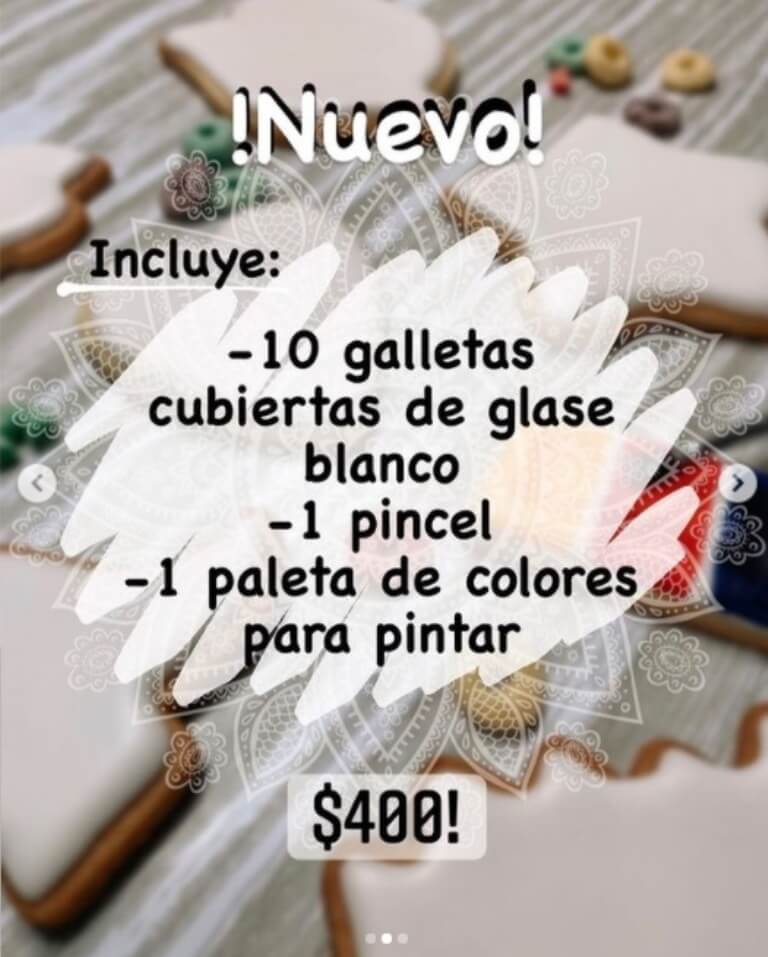 !Nuevo!
Incluye:
-10 galletas
cubiertas de glase
blanco
-1 pincel
-1 paleta de colores
para pintar
$400!